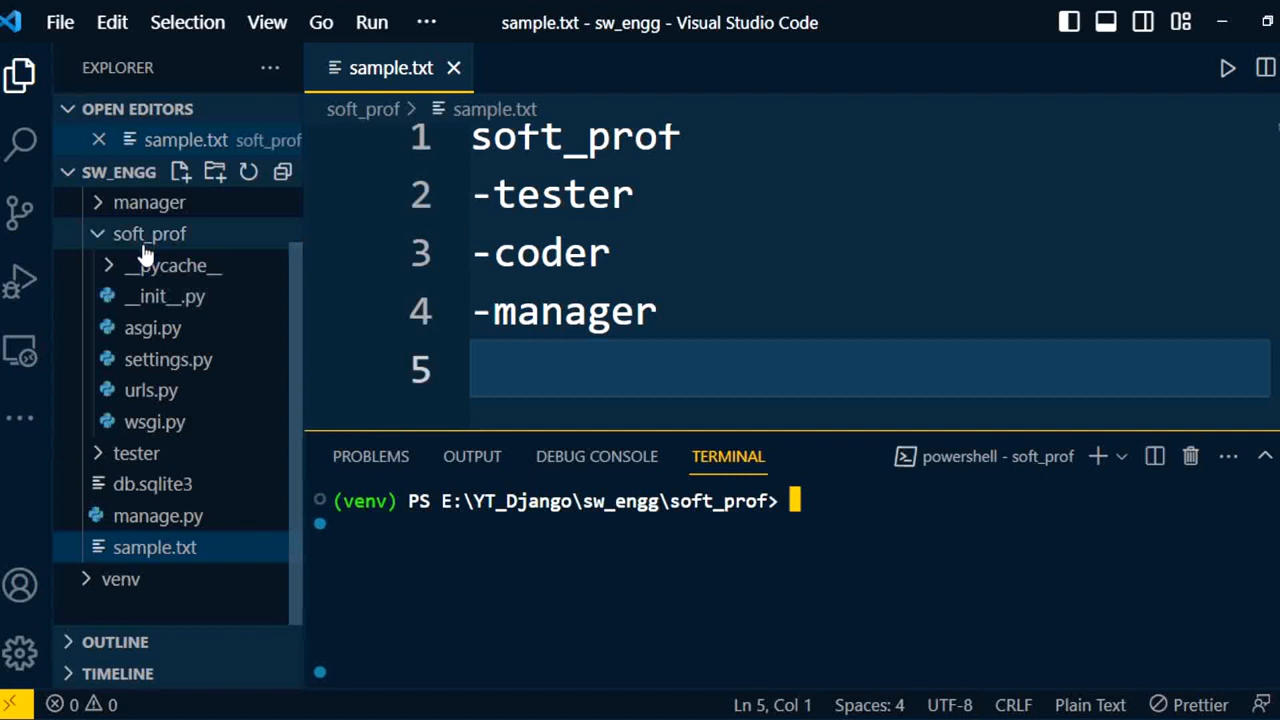 File Edit Selection View Go Run ··· sample.txt - sw_engg - Visual Studio Code
EXPLORER ···
OPEN EDITORS
sample.txt soft_prof
SW_ENGG
manager
soft_prof
__pycache__
__init__.py
asgi.py
settings.py
urls.py
wsgi.py
tester
db.sqlite3
manage.py
sample.txt
venv
OUTLINE
TIMELINE
sample.txt
soft_prof > sample.txt
1 soft_prof
2 -tester
3 -coder
4 -manager
5
PROBLEMS OUTPUT DEBUG CONSOLE TERMINAL powershell - soft_prof
(venv) PS E:\YT_Django\sw_engg\soft_prof>
0 0 Ln 5, Col 1 Spaces: 4 UTF-8 CRLF Plain Text Prettier